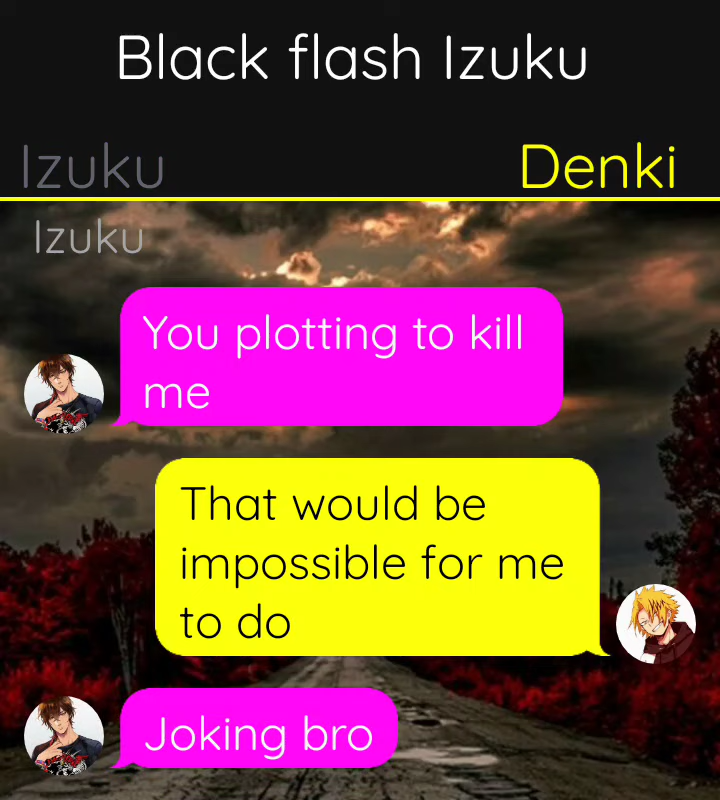 Black flash Izuku
Izuku
Denki
Izuku
You plotting to kill
me
That would be
impossible for me
to do
Joking bro